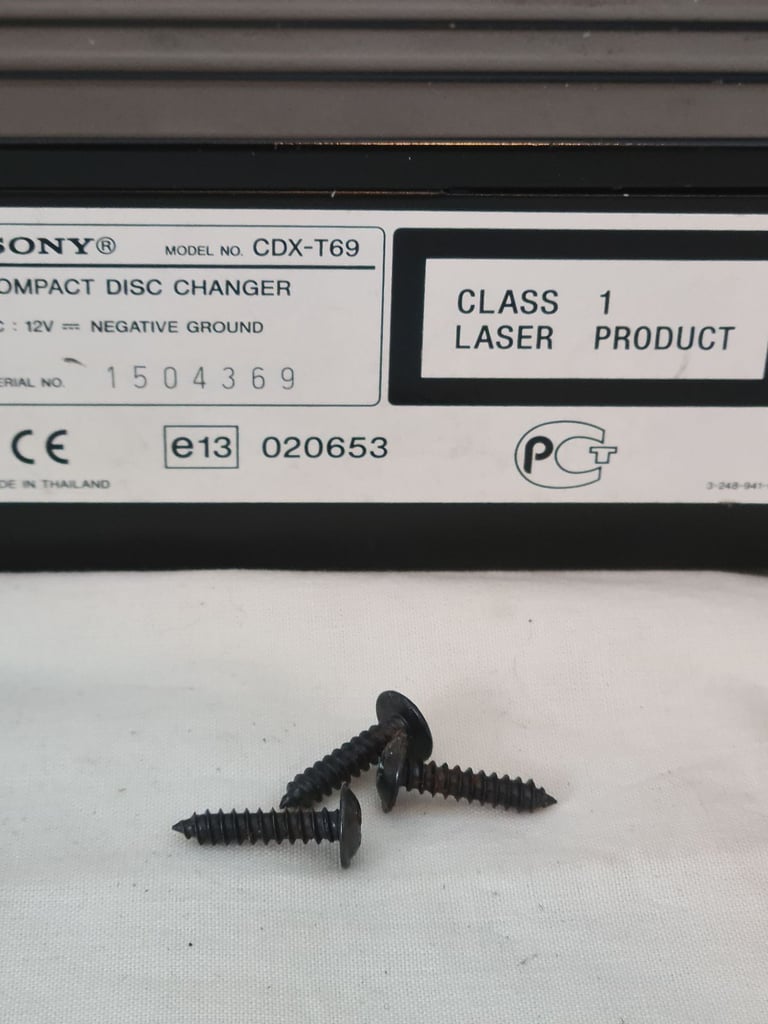 SONY®
MODEL NO. CDX-T69
OMPACT DISC CHANGER
C : 12V ⎓ NEGATIVE GROUND
ERIAL NO. 1504369
CLASS 1
LASER PRODUCT
CE
e13 020653
PCT
DE IN THAILAND
3-248-941-